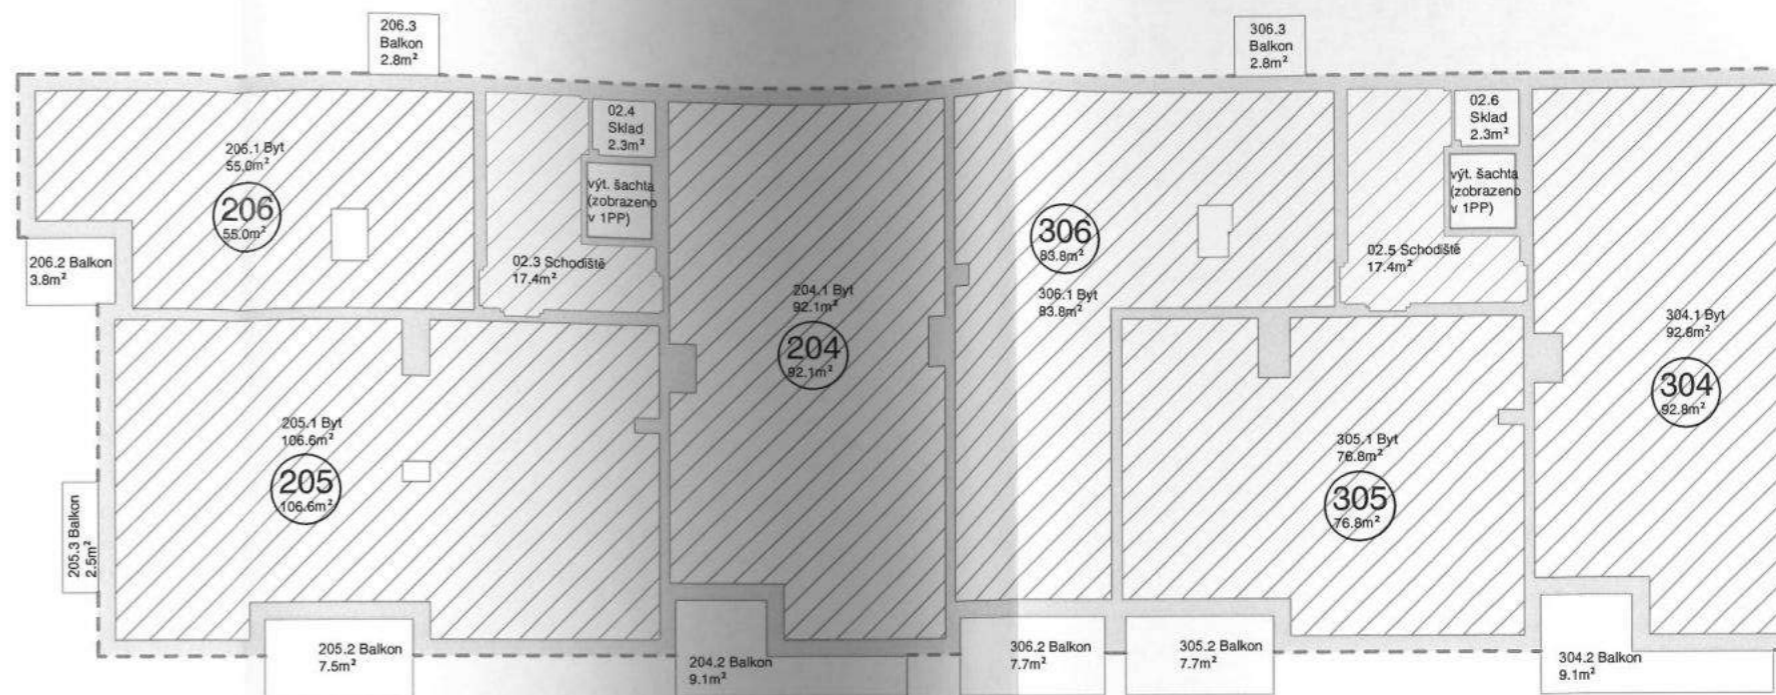 206.3
Balkon
2.8m²
306.3
Balkon
2.8m²
02.4
Sklad
2.3m²
02.6
Sklad
2.3m²
206.1 Byt
55.0m²
206
55.0m²
výt. šachta
(zobrazeno
v 1PP)
výt. šachta
(zobrazeno
v 1PP)
306
83.8m²
206.2 Balkon
3.8m²
02.3 Schodiště
17.4m²
02.5 Schodiště
17.4m²
204.1 Byt
92.1m²
306.1 Byt
83.8m²
304.1 Byt
92.8m²
204
92.1m²
304
92.8m²
205.1 Byt
106.6m²
305.1 Byt
76.8m²
205
106.6m²
305
76.8m²
205.3 Balkon
2.5m²
205.2 Balkon
7.5m²
204.2 Balkon
9.1m²
306.2 Balkon
7.7m²
305.2 Balkon
7.7m²
304.2 Balkon
9.1m²